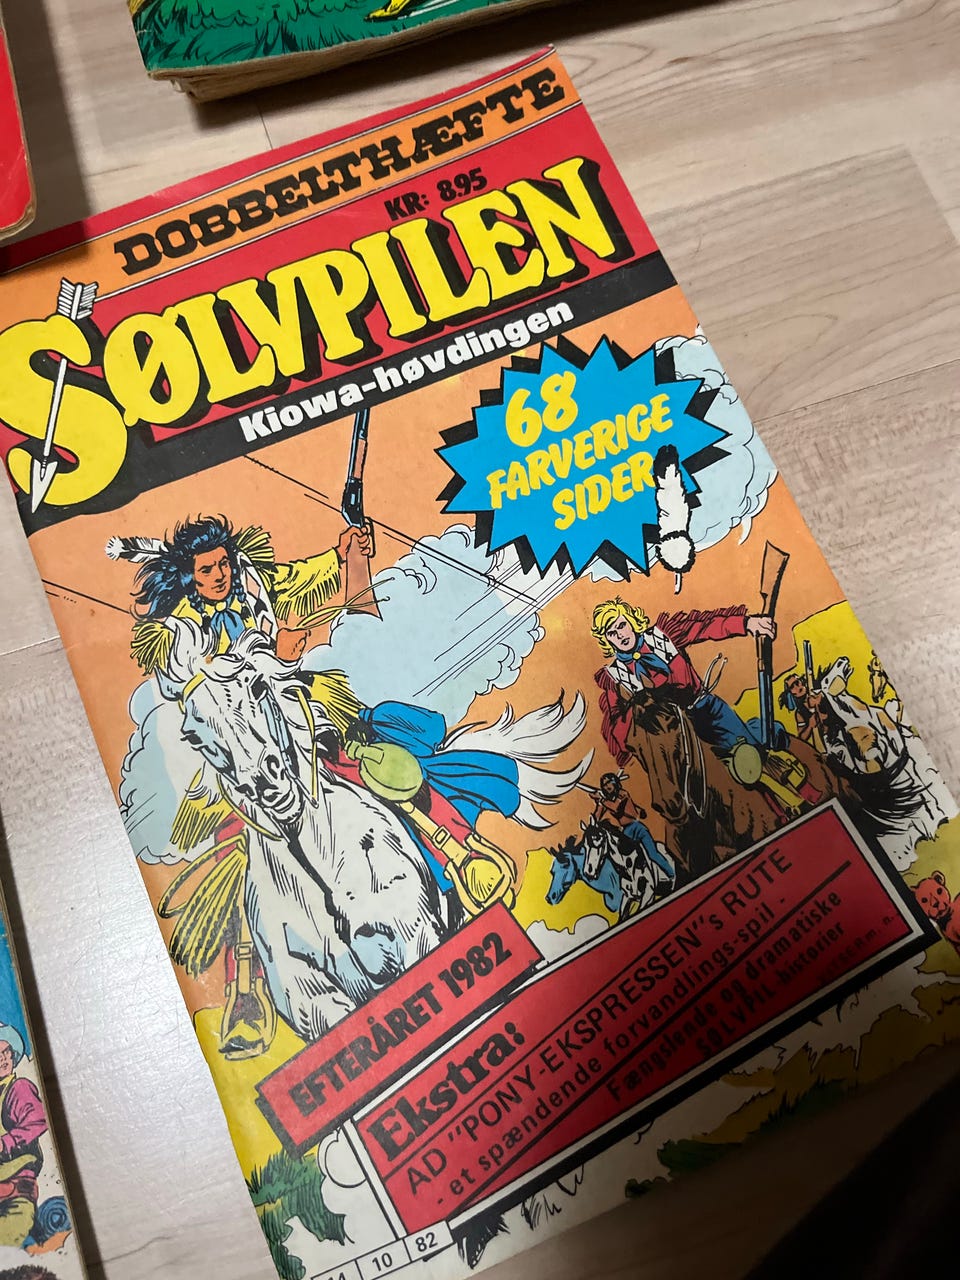 DOBBELTHÆFTE
KR: 8.95
SØLVPILEN
Kiowa-høvdingen
68
FARVERIGE
SIDER!
EFTERÅRET 1982
Ekstra:
AD "PONY-EKSPRESSEN"s RUTE
- et spændende forvandlings-spil -
Fængslende og dramatiske
SØLVPIL-historier
m. m.
10 82